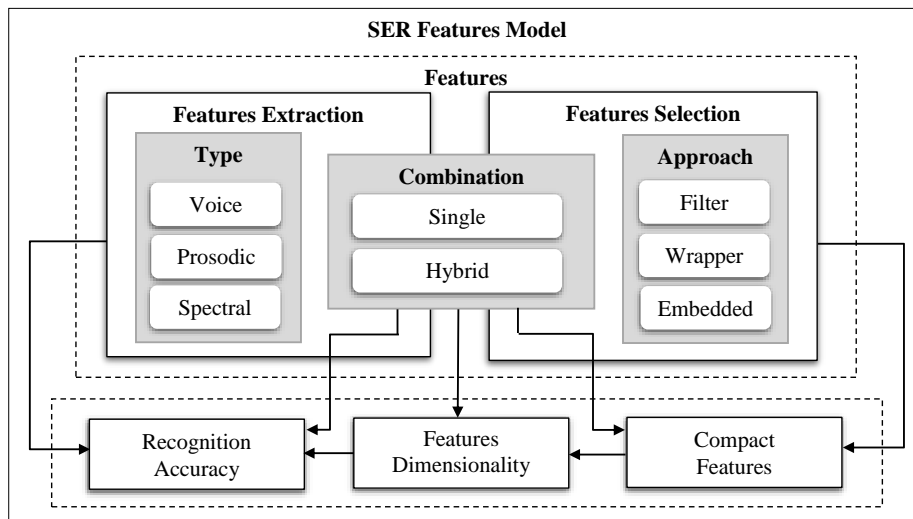 SER Features Model
Features
Features Extraction
Type
Voice
Prosodic
Spectral
Combination
Single
Hybrid
Features Selection
Approach
Filter
Wrapper
Embedded
Recognition
Accuracy
Features
Dimensionality
Compact
Features